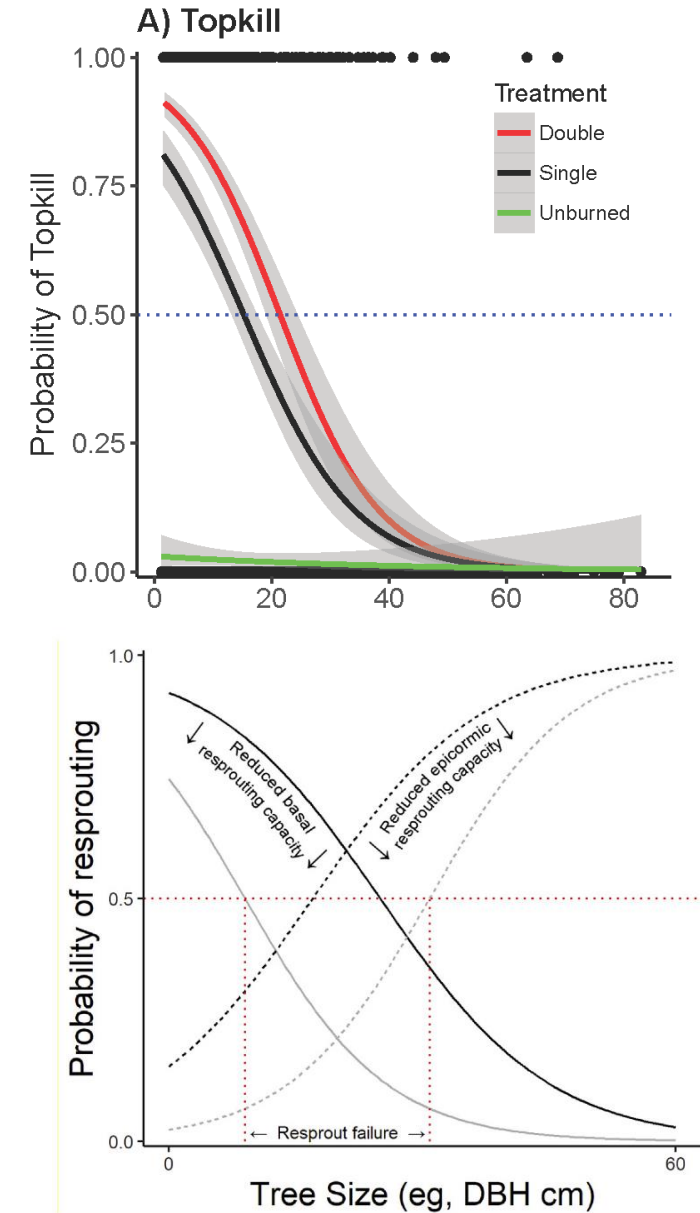 A) Topkill
Probability of Topkill
1.00
0.75
0.50
0.25
0.00
0
20
40
60
80
Treatment
Double
Single
Unburned
Probability of resprouting
1.0
0.5
0.0
Reduced basal
resprouting capacity
Reduced epicormic
resprouting capacity
← Resprout failure →
0
60
Tree Size (eg, DBH cm)